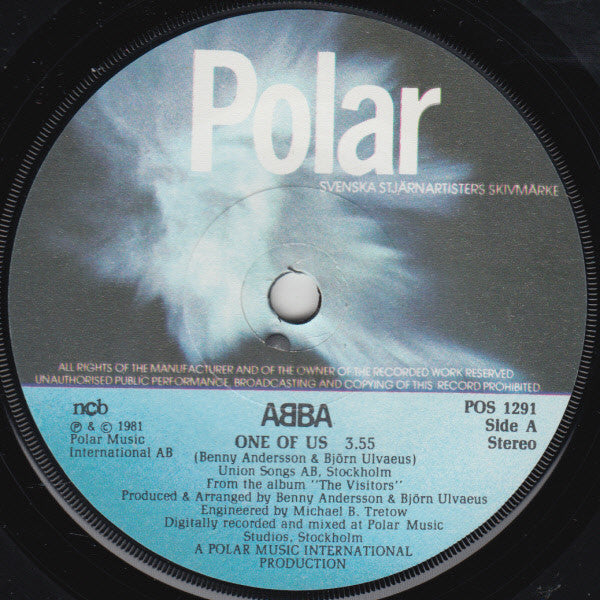 Polar
SVENSKA STJÄRNARTISTERS SKIVMÄRKE
ALL RIGHTS OF THE MANUFACTURER AND OF THE OWNER OF THE RECORDED WORK RESERVED
UNAUTHORISED PUBLIC PERFORMANCE, BROADCASTING AND COPYING OF THIS RECORD PROHIBITED
ncb
℗ & © 1981
Polar Music
International AB
AᗺBA
POS 1291
Side A
Stereo
ONE OF US 3.55
(Benny Andersson & Björn Ulvaeus)
Union Songs AB, Stockholm
From the album "The Visitors"
Produced & Arranged by Benny Andersson & Björn Ulvaeus
Engineered by Michael B. Tretow
Digitally recorded and mixed at Polar Music
Studios, Stockholm
A POLAR MUSIC INTERNATIONAL
PRODUCTION